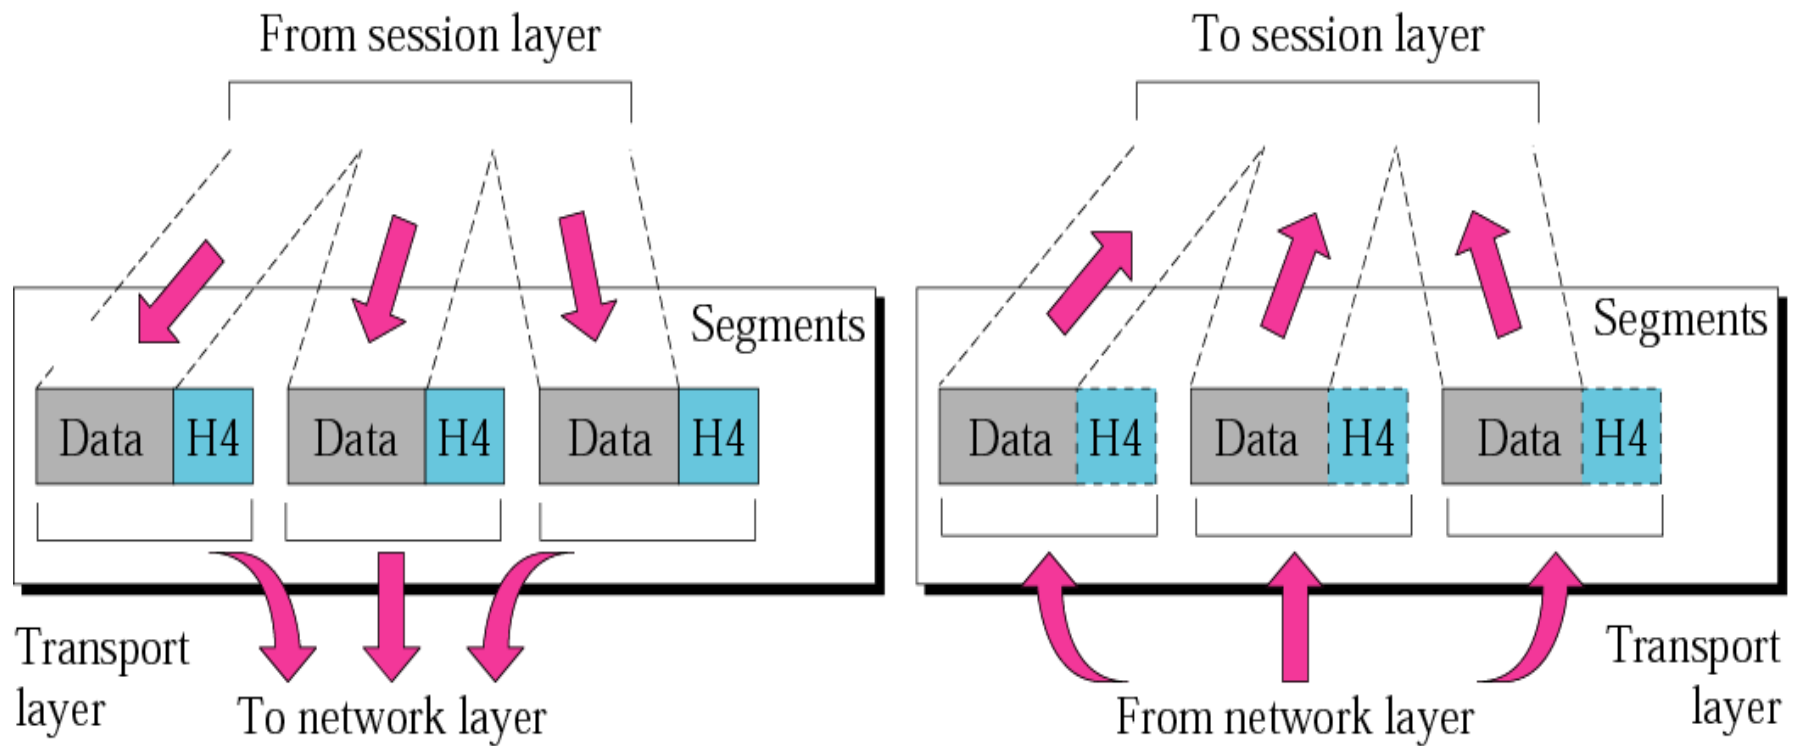 From session layer
To session layer
Segments
Segments
Data H4 Data H4 Data H4
Data H4 Data H4 Data H4
Transport
layer
To network layer
From network layer
Transport
layer